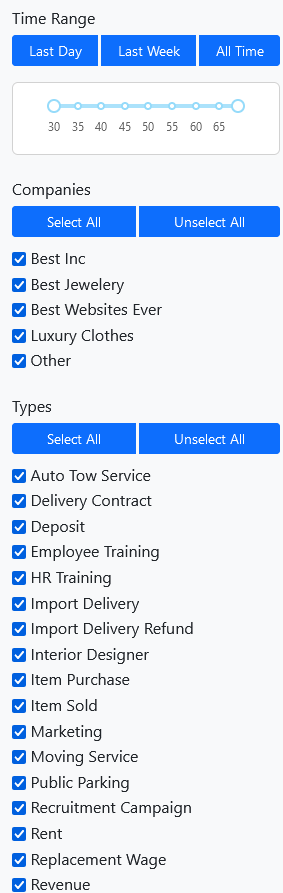 Time Range
Last Day Last Week All Time
30 35 40 45 50 55 60 65
Companies
Select All Unselect All
Best Inc
Best Jewelery
Best Websites Ever
Luxury Clothes
Other
Types
Select All Unselect All
Auto Tow Service
Delivery Contract
Deposit
Employee Training
HR Training
Import Delivery
Import Delivery Refund
Interior Designer
Item Purchase
Item Sold
Marketing
Moving Service
Public Parking
Recruitment Campaign
Rent
Replacement Wage
Revenue